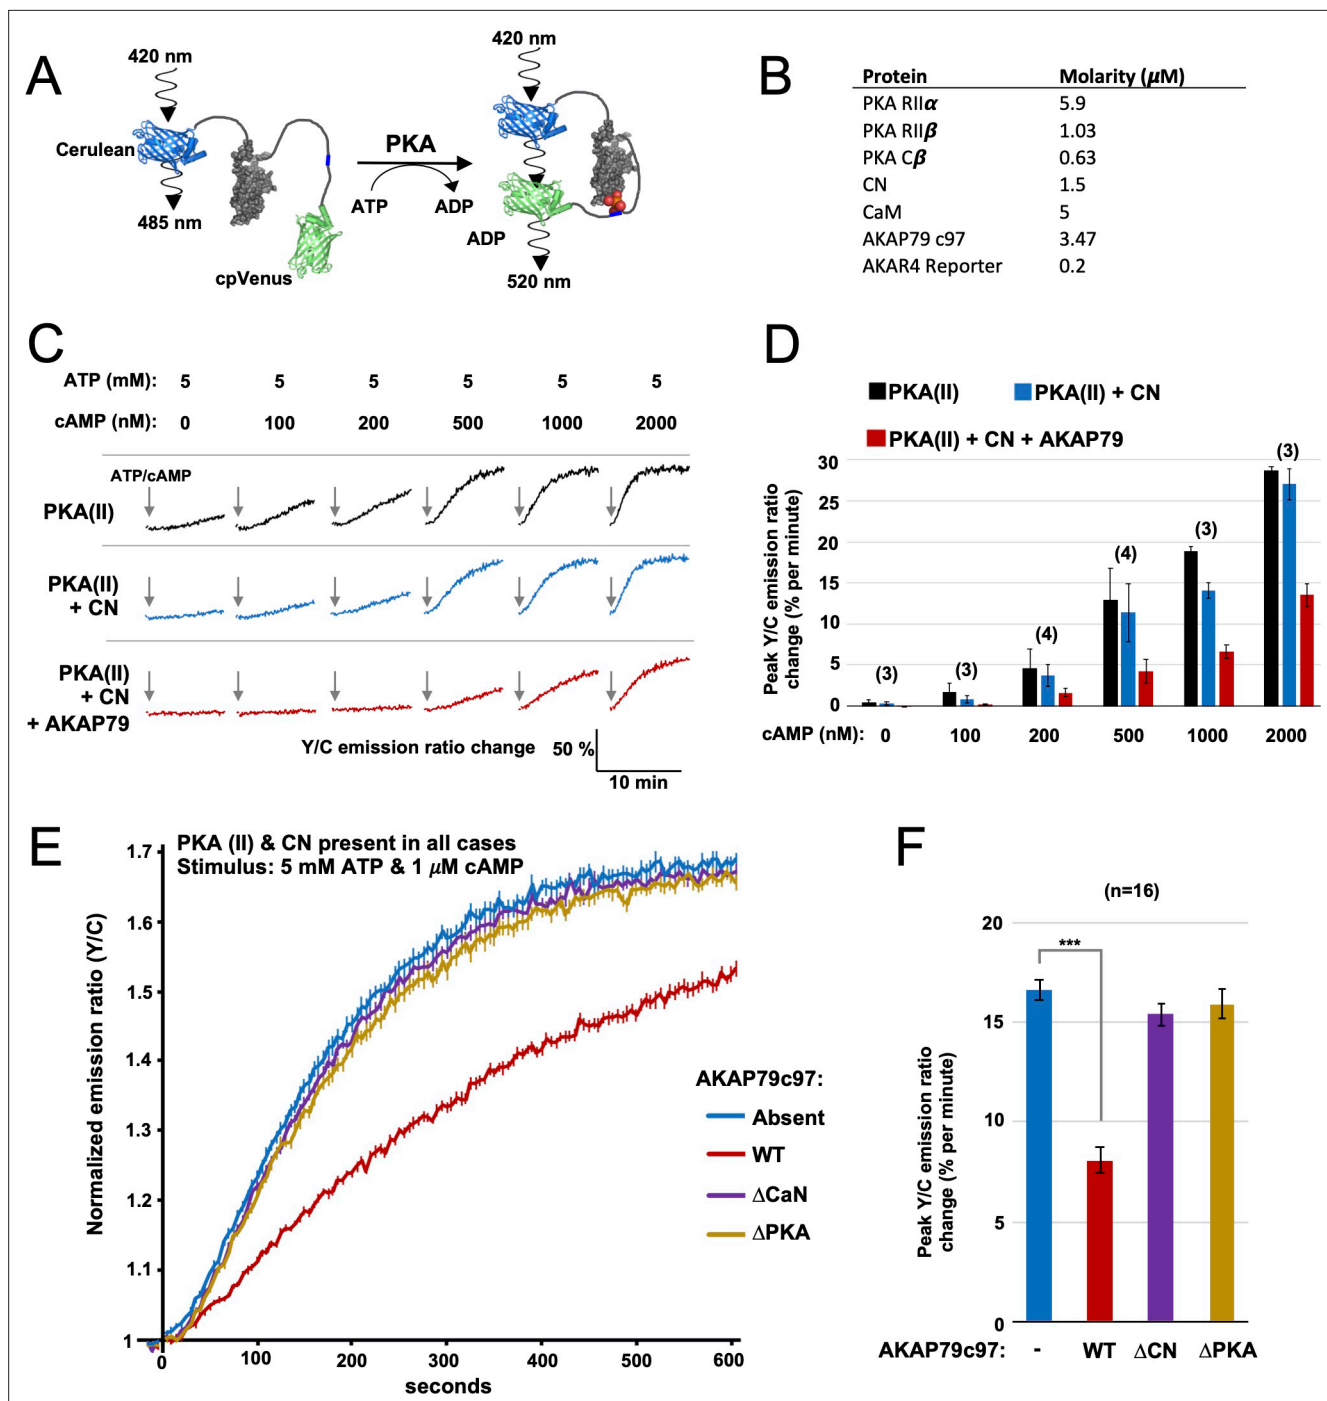 A
420 nm
Cerulean
485 nm
cpVenus
PKA
ATP
ADP
420 nm
ADP
520 nm
B
Protein Molarity (μM)
PKA RIIα 5.9
PKA RIIβ 1.03
PKA Cβ 0.63
CN 1.5
CaM 5
AKAP79 c97 3.47
AKAR4 Reporter 0.2
C
ATP (mM): 5 5 5 5 5 5
cAMP (nM): 0 100 200 500 1000 2000
ATP/cAMP
PKA(II)
PKA(II)
+ CN
PKA(II)
+ CN
+ AKAP79
Y/C emission ratio change 50 %
10 min
D
PKA(II) PKA(II) + CN
PKA(II) + CN + AKAP79
Peak Y/C emission ratio
change (% per minute)
30
25
20
15
10
5
0
(3) (3) (4) (4) (3) (3)
cAMP (nM): 0 100 200 500 1000 2000
E
PKA (II) & CN present in all cases
Stimulus: 5 mM ATP & 1 μM cAMP
Normalized emission ratio (Y/C)
1.7
1.6
1.5
1.4
1.3
1.2
1.1
1
0 100 200 300 400 500 600
seconds
AKAP79c97:
Absent
WT
ΔCaN
ΔPKA
F
(n=16)
***
Peak Y/C emission ratio
change (% per minute)
20
15
10
5
0
AKAP79c97: - WT ΔCN ΔPKA